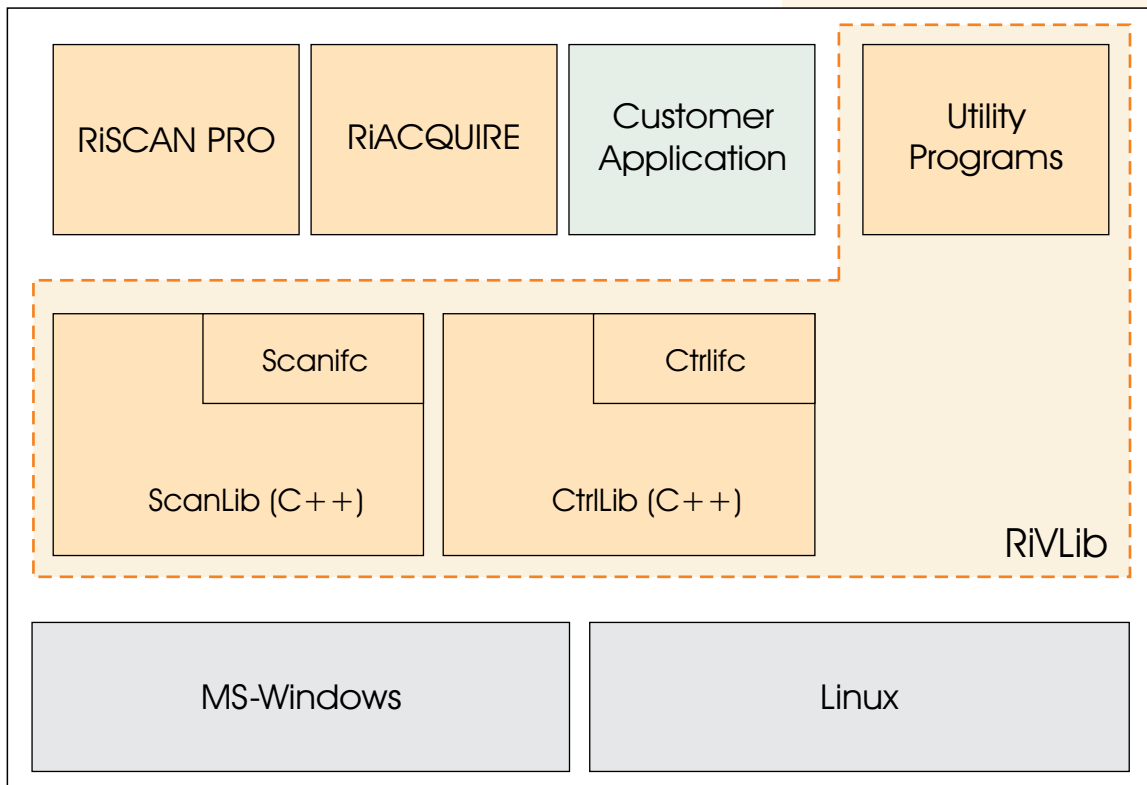 RiSCAN PRO
RiACQUIRE
Customer
Application
Utility
Programs
Scanifc
Ctrlifc
ScanLib (C++)
CtrlLib (C++)
RiVLib
MS-Windows
Linux